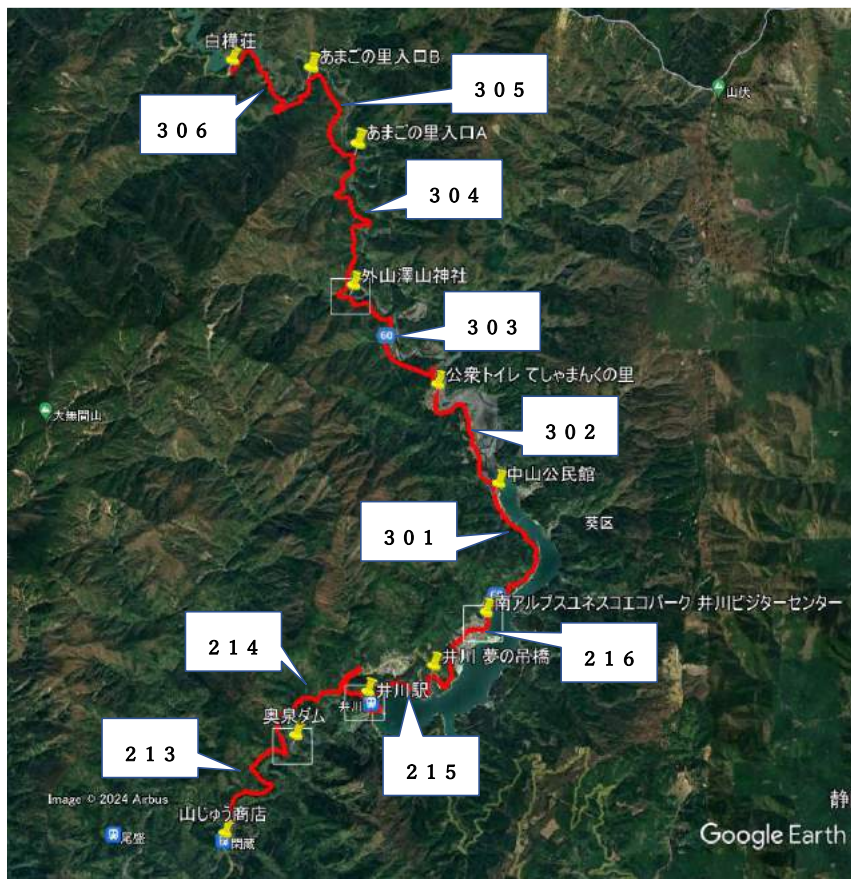 白樺荘
あまごの里入口B
山伏
305
306
あまごの里入口A
304
外山澤山神社
303
60
公衆トイレ てしゃまんくの里
大無間山
302
中山公民館
301
葵区
南アルプスユネスコエコパーク 井川ビジターセンター
214
216
井川 夢の吊橋
井川駅
井川
奥泉ダム
213
215
Image © 2024 Airbus
静
山じゅう商店
尾盛
閑蔵
Google Earth